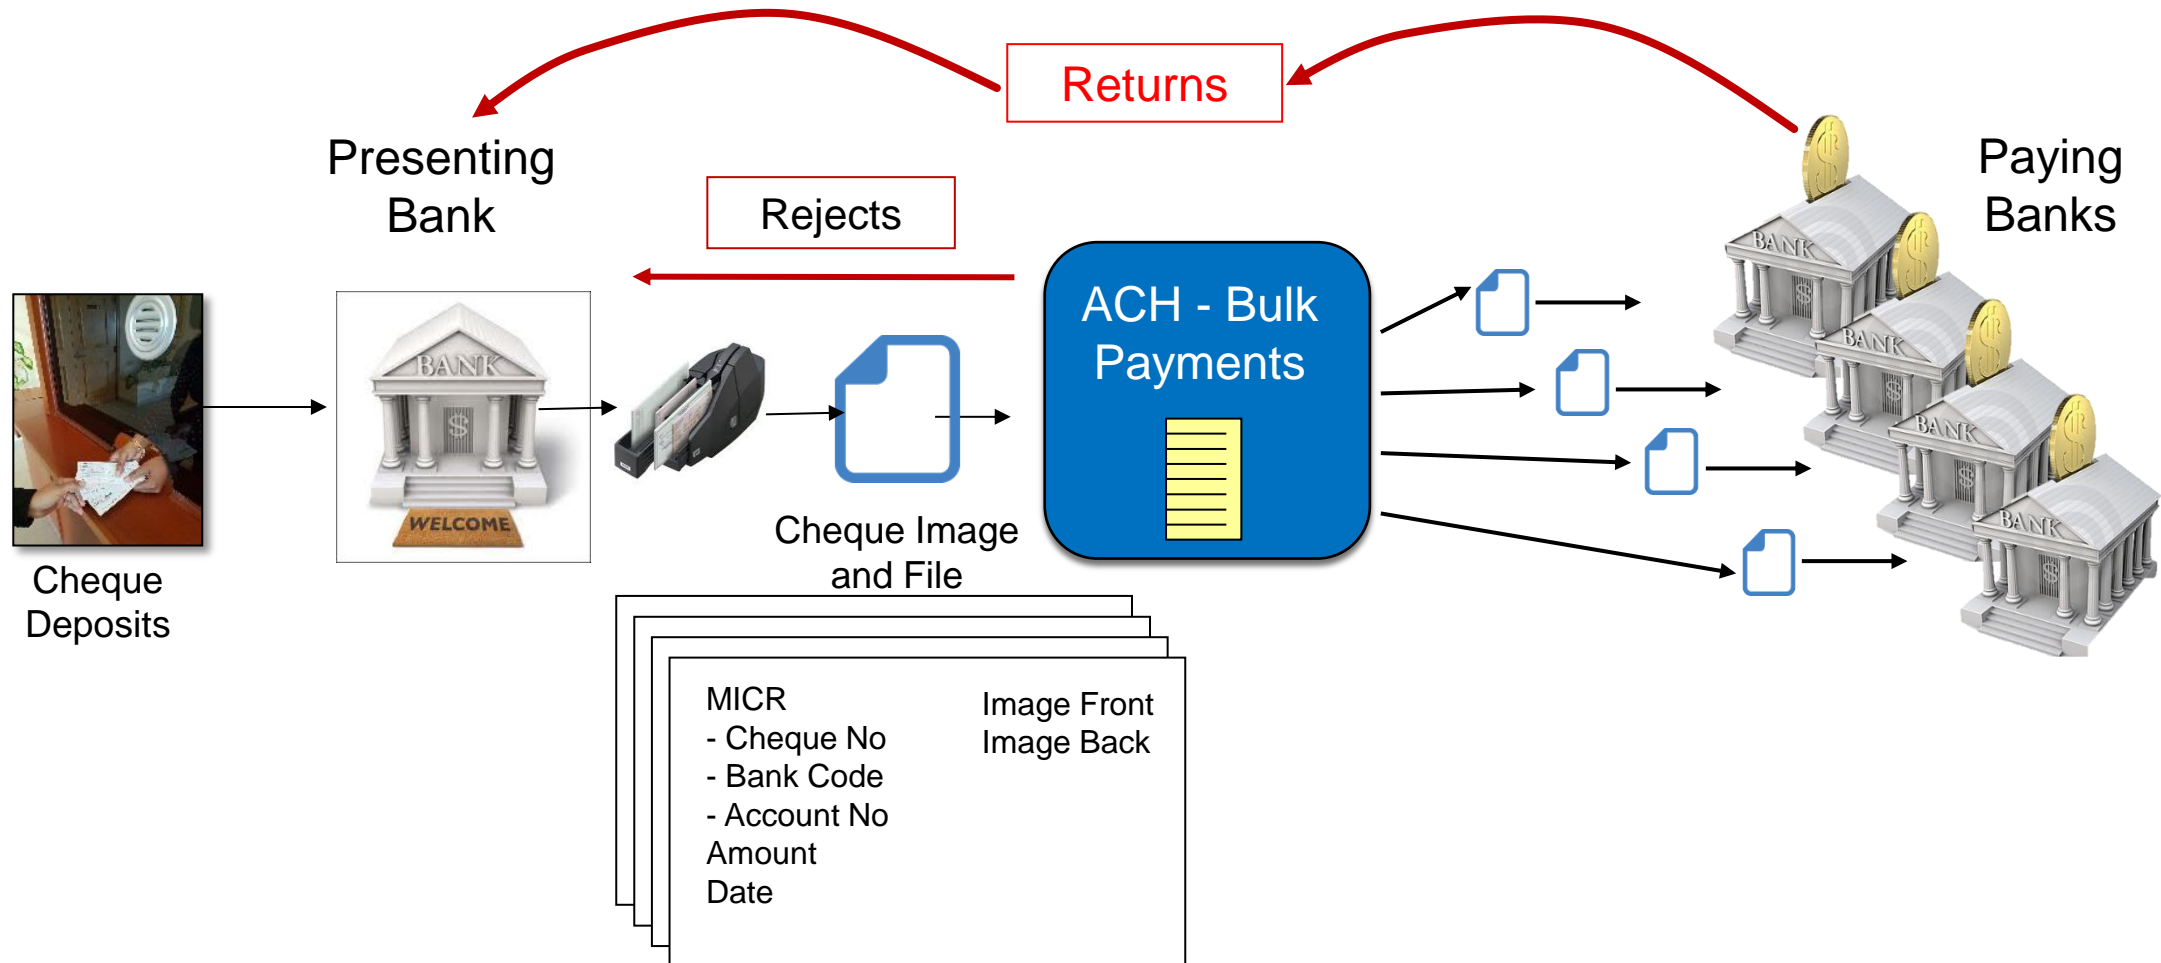 Returns
Presenting
Bank
Paying
Banks
Rejects
BANK
$
WELCOME
ACH - Bulk
Payments
Cheque
Deposits
Cheque Image
and File
MICR
- Cheque No
- Bank Code
- Account No
Amount
Date
Image Front
Image Back
$
BANK
$
$
BANK
$
$
BANK
$
$
BANK
$